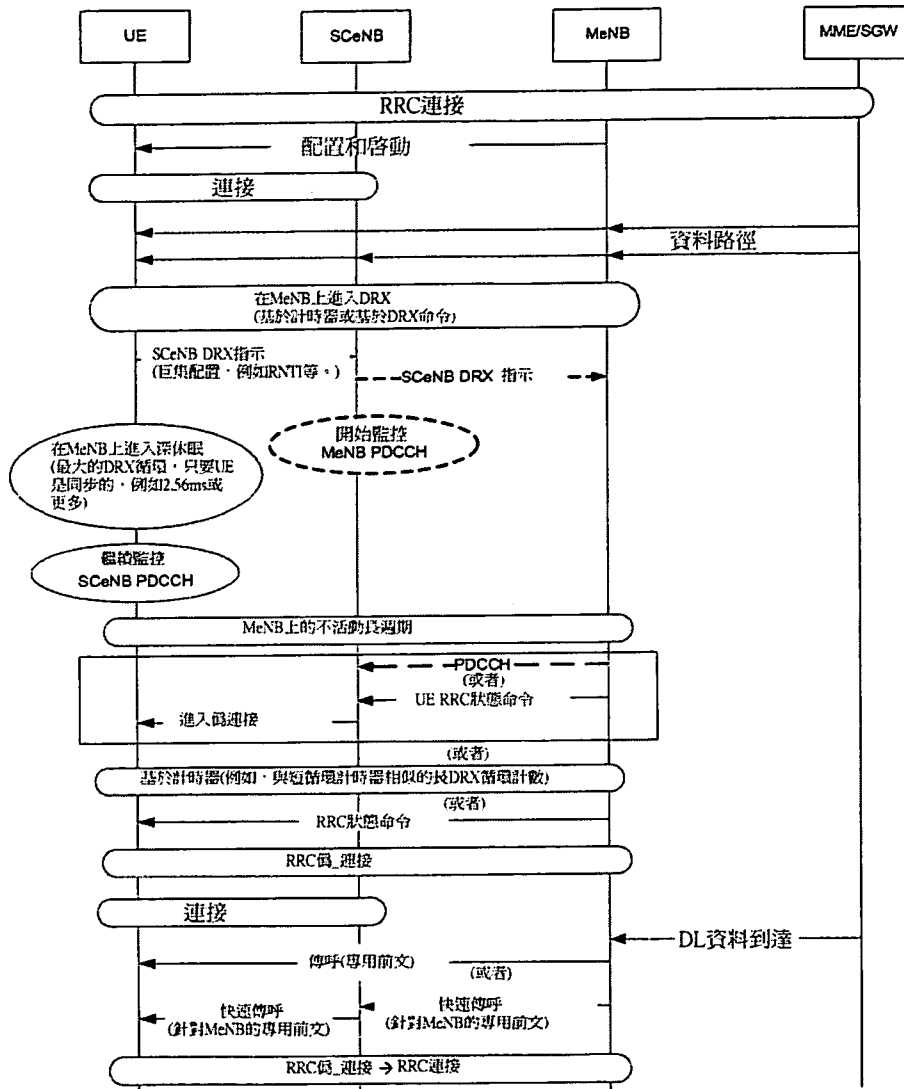 UE
SCeNB
MeNB
MME/SGW
RRC連接
配置和啓動
連接
資料路徑
在MeNB上進入DRX
(基於計時器或基於DRX命令)
SCeNB DRX指示
(巨集配置,例如RNTI等。)
SCeNB DRX 指示
開始監控
MeNB PDCCH
在MeNB上進入深休眠
(最大的DRX循環,只要UE
是同步的,例如2.56ms或
更多)
繼續監控
SCeNB PDCCH
MeNB上的不活動長週期
PDCCH
(或者)
UE RRC狀態命令
進入僞連接
(或者)
基於計時器(例如,與短循環計時器相似的長DRX循環計數)
(或者)
RRC狀態命令
RRC僞_連接
連接
DL資料到達
傳呼(專用前文)
(或者)
快速傳呼
(針對MeNB的專用前文)
快速傳呼
(針對MeNB的專用前文)
RRC僞_連接 → RRC連接